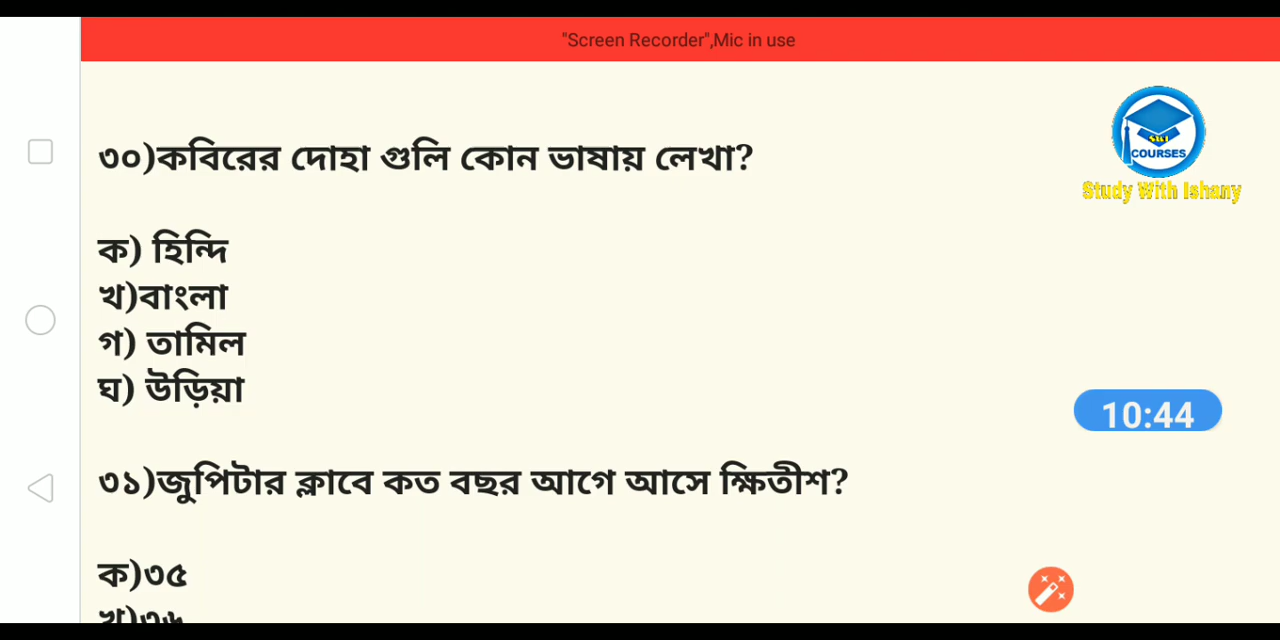 "Screen Recorder",Mic in use
৩০)কবিরের দোহা গুলি কোন ভাষায় লেখা?
COURSES
Study With Ishany
ক) হিন্দি
খ)বাংলা
গ) তামিল
ঘ) উড়িয়া
10:44
৩১)জুপিটার ক্লাবে কত বছর আগে আসে ক্ষিতীশ?
ক)৩৫
খ)৩৬